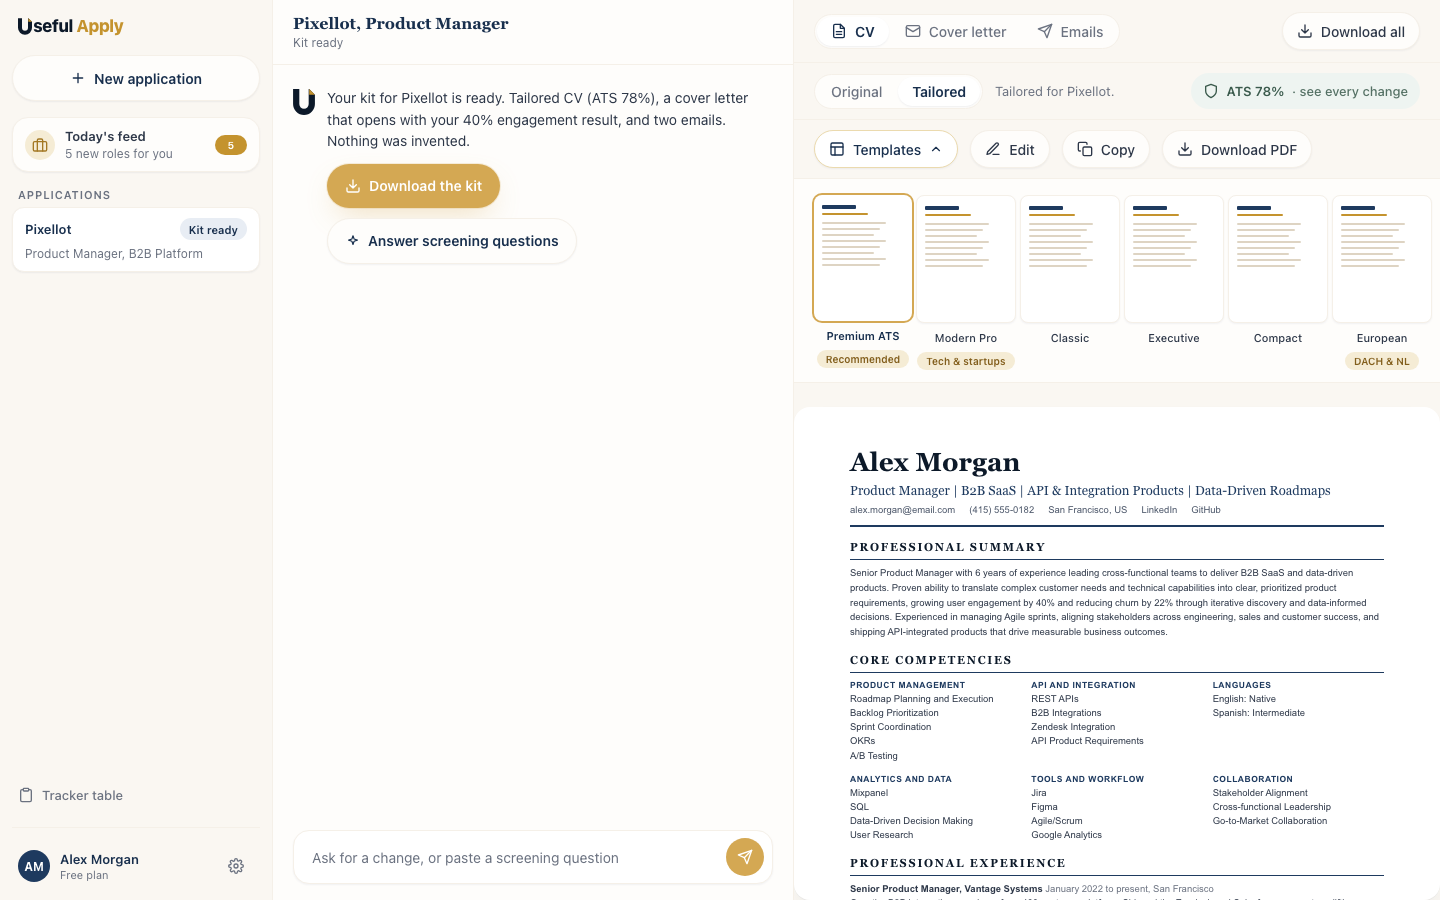 Useful Apply
New application
Today's feed
5 new roles for you
5
APPLICATIONS
Pixellot
Kit ready
Product Manager, B2B Platform
Tracker table
AM
Alex Morgan
Free plan
Pixellot, Product Manager
Kit ready
Your kit for Pixellot is ready. Tailored CV (ATS 78%), a cover letter
that opens with your 40% engagement result, and two emails.
Nothing was invented.
Download the kit
Answer screening questions
Ask for a change, or paste a screening question
CV
Cover letter
Emails
Download all
Original
Tailored
Tailored for Pixellot.
ATS 78% · see every change
Templates
Edit
Copy
Download PDF
Premium ATS
Recommended
Modern Pro
Tech & startups
Classic
Executive
Compact
European
DACH & NL
Alex Morgan
Product Manager | B2B SaaS | API & Integration Products | Data-Driven Roadmaps
alex.morgan@email.com (415) 555-0182 San Francisco, US LinkedIn GitHub
PROFESSIONAL SUMMARY
Senior Product Manager with 6 years of experience leading cross-functional teams to deliver B2B SaaS and data-driven
products. Proven ability to translate complex customer needs and technical capabilities into clear, prioritized product
requirements, growing user engagement by 40% and reducing churn by 22% through iterative discovery and data-informed
decisions. Experienced in managing Agile sprints, aligning stakeholders across engineering, sales and customer success, and
shipping API-integrated products that drive measurable business outcomes.
CORE COMPETENCIES
PRODUCT MANAGEMENT
Roadmap Planning and Execution
Backlog Prioritization
Sprint Coordination
OKRs
A/B Testing
API AND INTEGRATION
REST APIs
B2B Integrations
Zendesk Integration
API Product Requirements
LANGUAGES
English: Native
Spanish: Intermediate
ANALYTICS AND DATA
Mixpanel
SQL
Data-Driven Decision Making
User Research
TOOLS AND WORKFLOW
Jira
Figma
Agile/Scrum
Google Analytics
COLLABORATION
Stakeholder Alignment
Cross-functional Leadership
Go-to-Market Collaboration
PROFESSIONAL EXPERIENCE
Senior Product Manager, Vantage Systems January 2022 to present, San Francisco